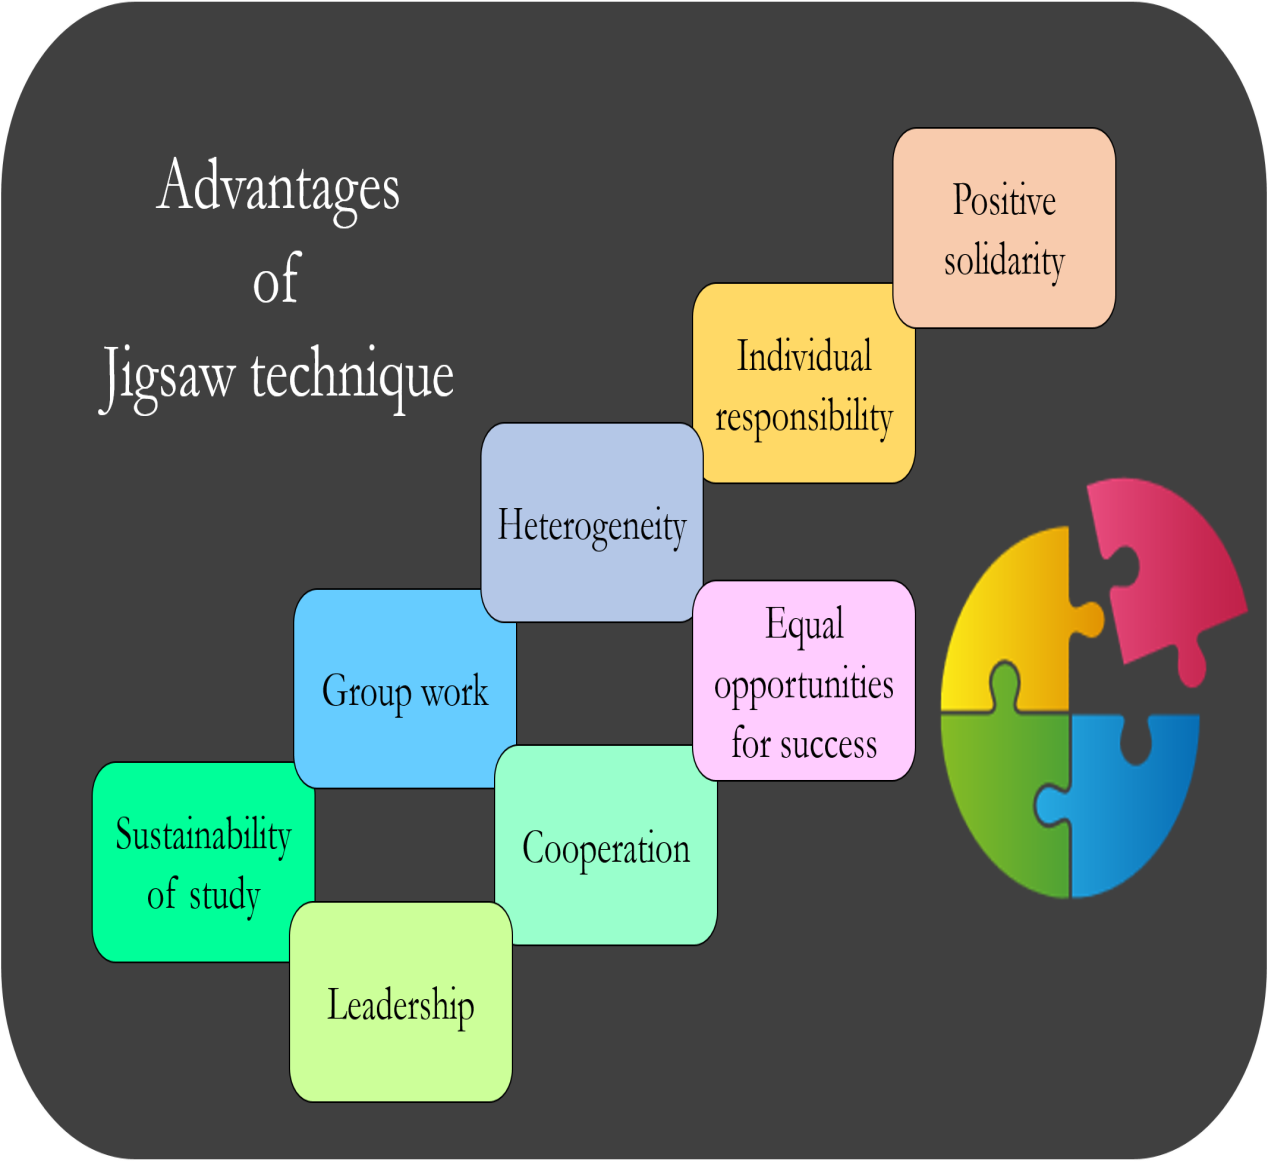 Advantages
of
Jigsaw technique
Positive
solidarity
Individual
responsibility
Heterogeneity
Equal
opportunities
for success
Group work
Cooperation
Sustainability
of study
Leadership